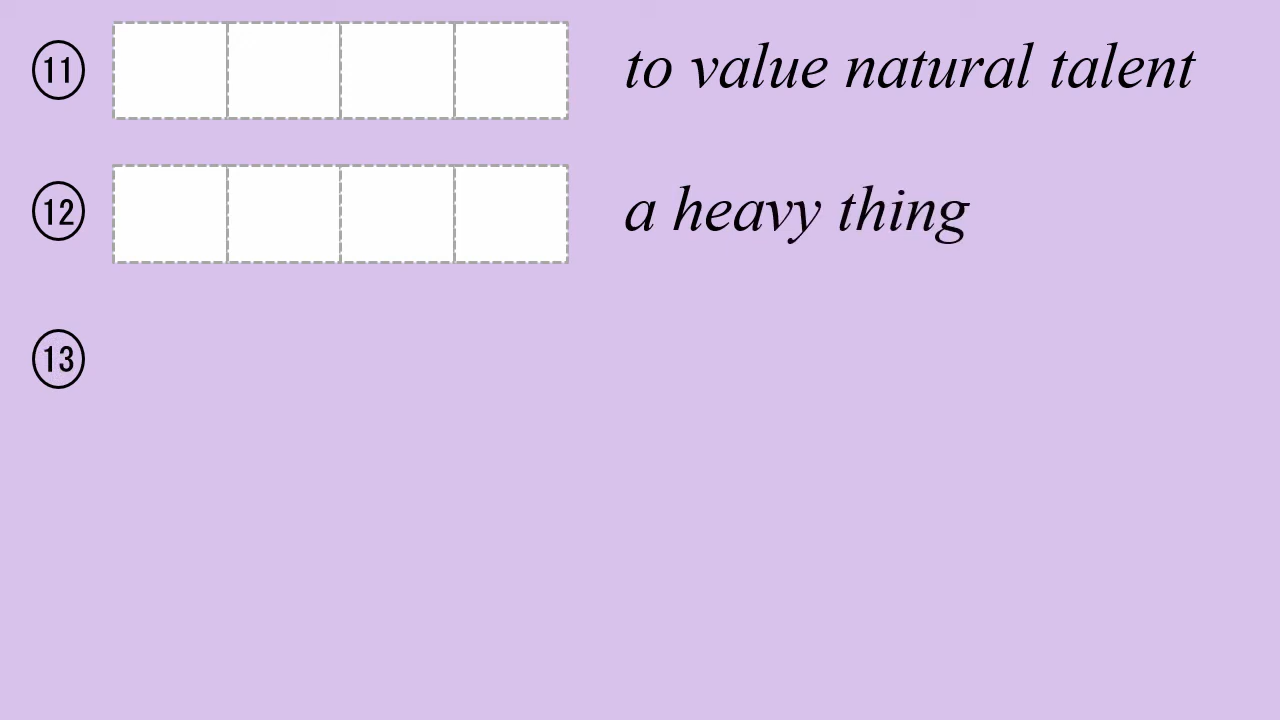 ⑪ to value natural talent
⑫ a heavy thing
⑬